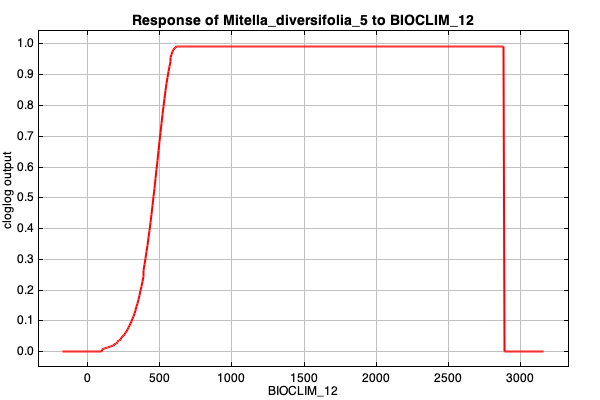 Response of Mitella_diversifolia_5 to BIOCLIM_12
1.0
0.9
0.8
0.7
0.6
0.5
0.4
0.3
0.2
0.1
0.0
cloglog output
0 500 1000 1500 2000 2500 3000
BIOCLIM_12